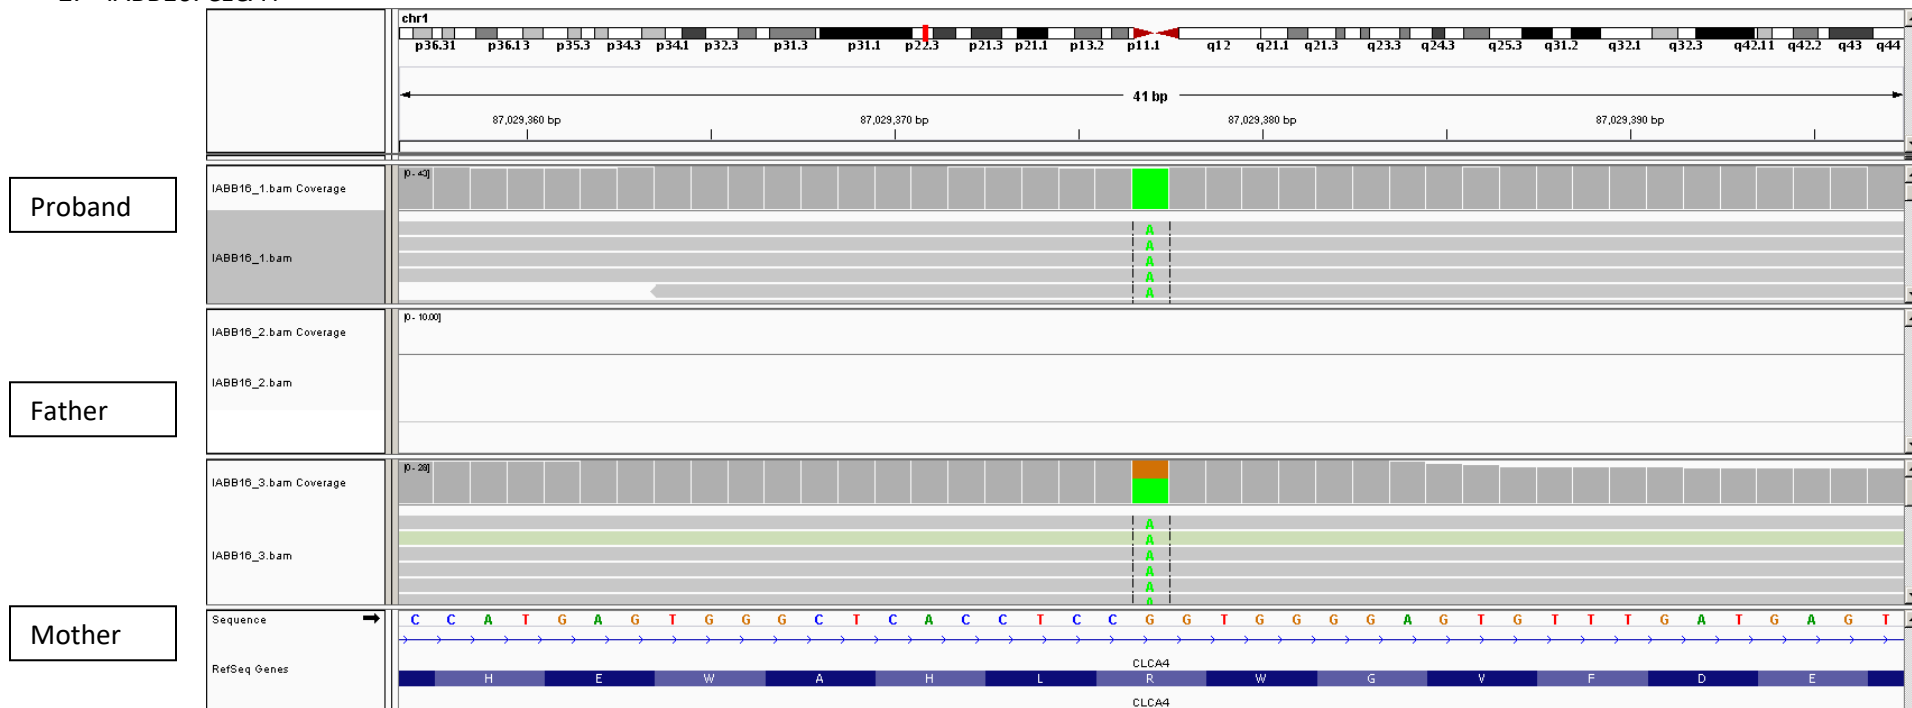 chr1
p36.31 p36.13 p35.3 p34.3 p34.1 p32.3 p31.3 p31.1 p22.3 p21.3 p21.1 p13.2 p11.1 q12 q21.1 q21.3 q23.3 q24.3 q25.3 q31.2 q32.1 q32.3 q42.11 q42.2 q43 q44
41 bp
87,029,360 bp 87,029,370 bp 87,029,380 bp 87,029,390 bp
Proband
IABB16_1.bam Coverage
[0 - 43]
IABB16_1.bam
A
A
A
A
A
Father
IABB16_2.bam Coverage
[0 - 10.00]
IABB16_2.bam
IABB16_3.bam Coverage
[0 - 28]
IABB16_3.bam
A
A
A
A
A
A
Mother
Sequence
C C A T G A G T G G G C T C A C C T C C G G T G G G G A G T G T T T G A T G A G T
RefSeq Genes
CLCA4
H E W A H L R W G V F D E
CLCA4